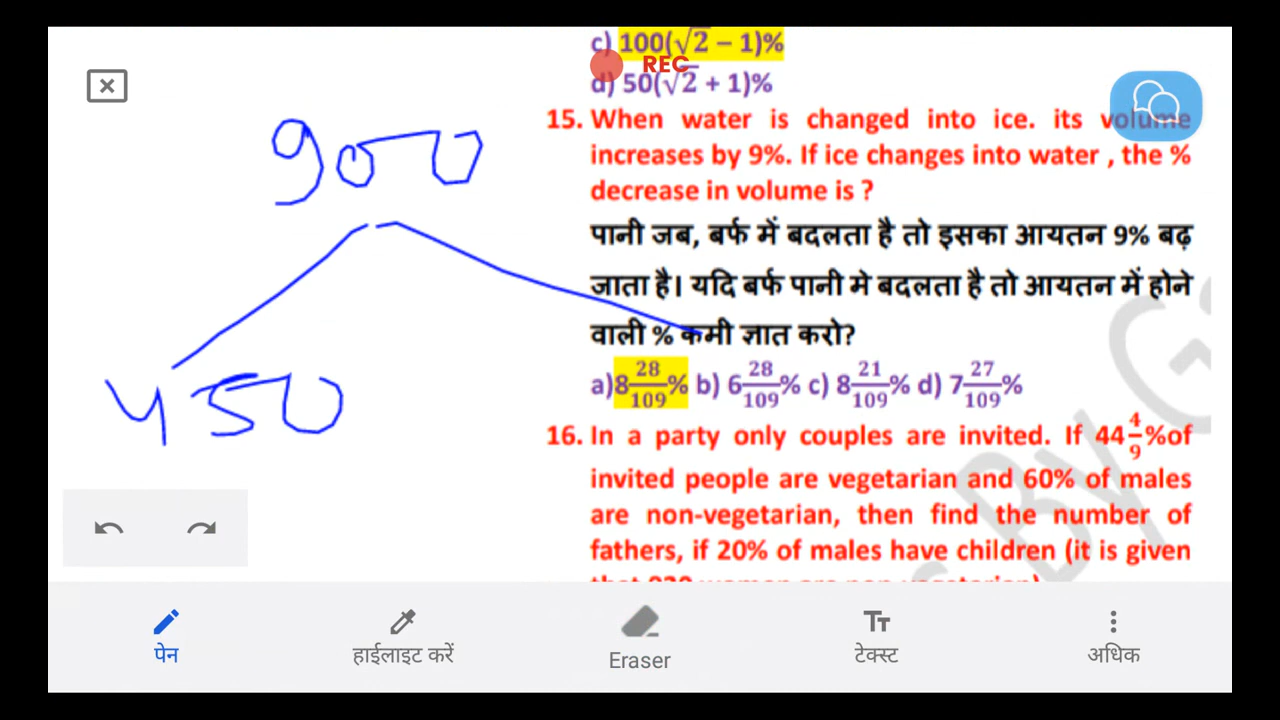 c) 100(√2 − 1)%
REC
d) 50(√2 + 1)%
900
15. When water is changed into ice. its volume
increases by 9%. If ice changes into water , the %
decrease in volume is ?
पानी जब, बर्फ में बदलता है तो इसका आयतन 9% बढ़
जाता है। यदि बर्फ पानी मे बदलता है तो आयतन में होने
वाली % कमी ज्ञात करो?
a)8 28/109% b) 6 28/109% c) 8 21/109% d) 7 27/109%
450
16. In a party only couples are invited. If 44 4/9%of
invited people are vegetarian and 60% of males
are non-vegetarian, then find the number of
fathers, if 20% of males have children (it is given
By
पेन हाईलाइट करें Eraser टेक्स्ट अधिक